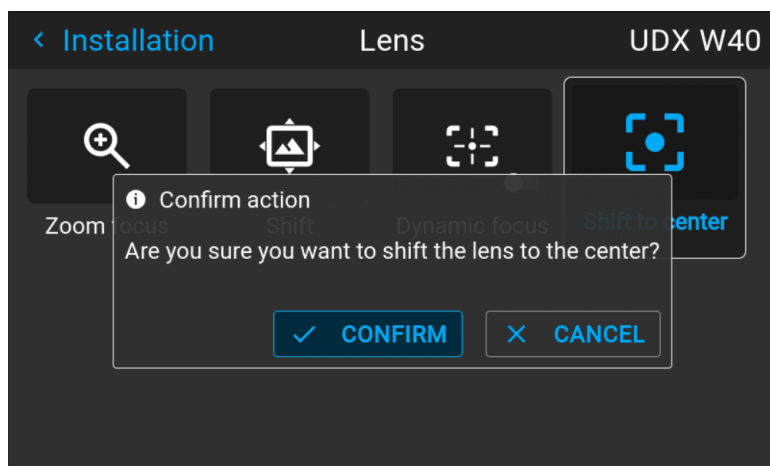 Installation
Lens
UDX W40
Zoom focus
Shift
Dynamic focus
Shift to center
Confirm action
Are you sure you want to shift the lens to the center?
CONFIRM
CANCEL